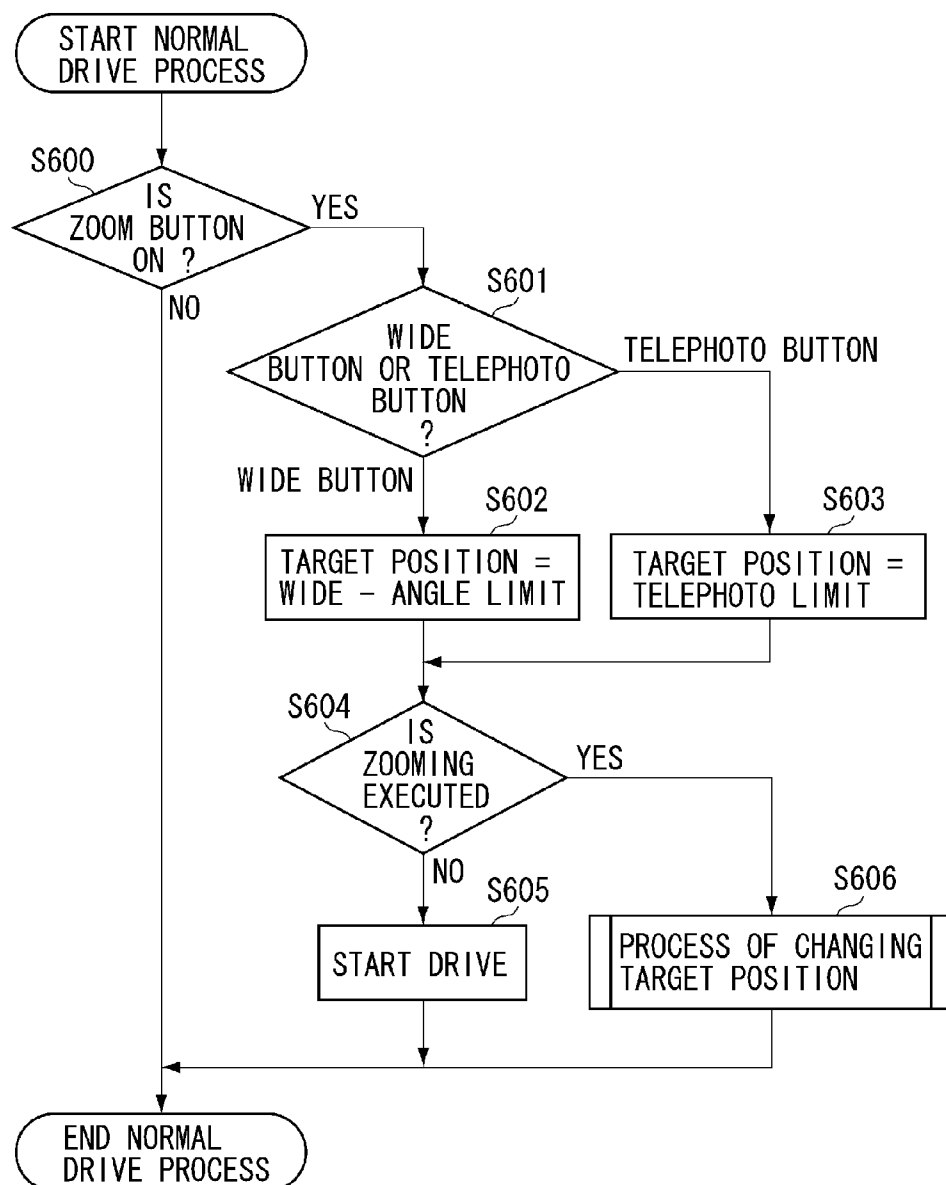 START NORMAL
DRIVE PROCESS
S600
IS
ZOOM BUTTON
ON ?
YES
NO
S601
WIDE
BUTTON OR TELEPHOTO
BUTTON
?
TELEPHOTO BUTTON
WIDE BUTTON
S602
TARGET POSITION =
WIDE - ANGLE LIMIT
S603
TARGET POSITION =
TELEPHOTO LIMIT
S604
IS
ZOOMING
EXECUTED
?
YES
NO
S605
START DRIVE
S606
PROCESS OF CHANGING
TARGET POSITION
END NORMAL
DRIVE PROCESS